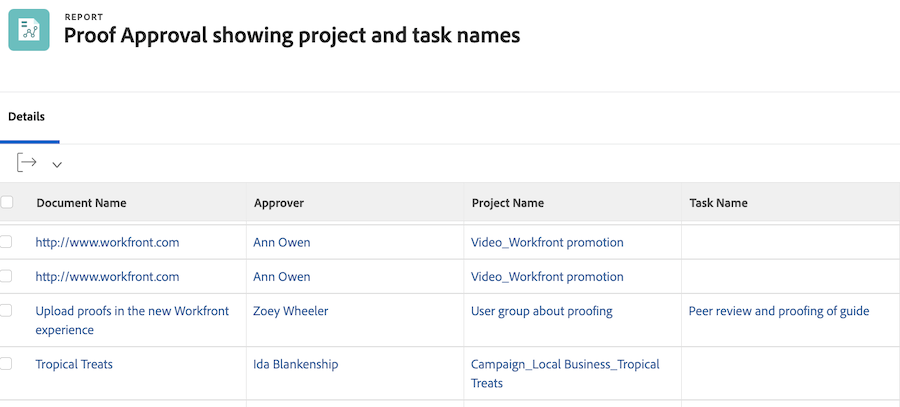 REPORT
Proof Approval showing project and task names
Details
Document Name Approver Project Name Task Name
http://www.workfront.com Ann Owen Video_Workfront promotion
http://www.workfront.com Ann Owen Video_Workfront promotion
Upload proofs in the new Workfront Zoey Wheeler User group about proofing Peer review and proofing of guide
experience
Tropical Treats Ida Blankenship Campaign_Local Business_Tropical
Treats